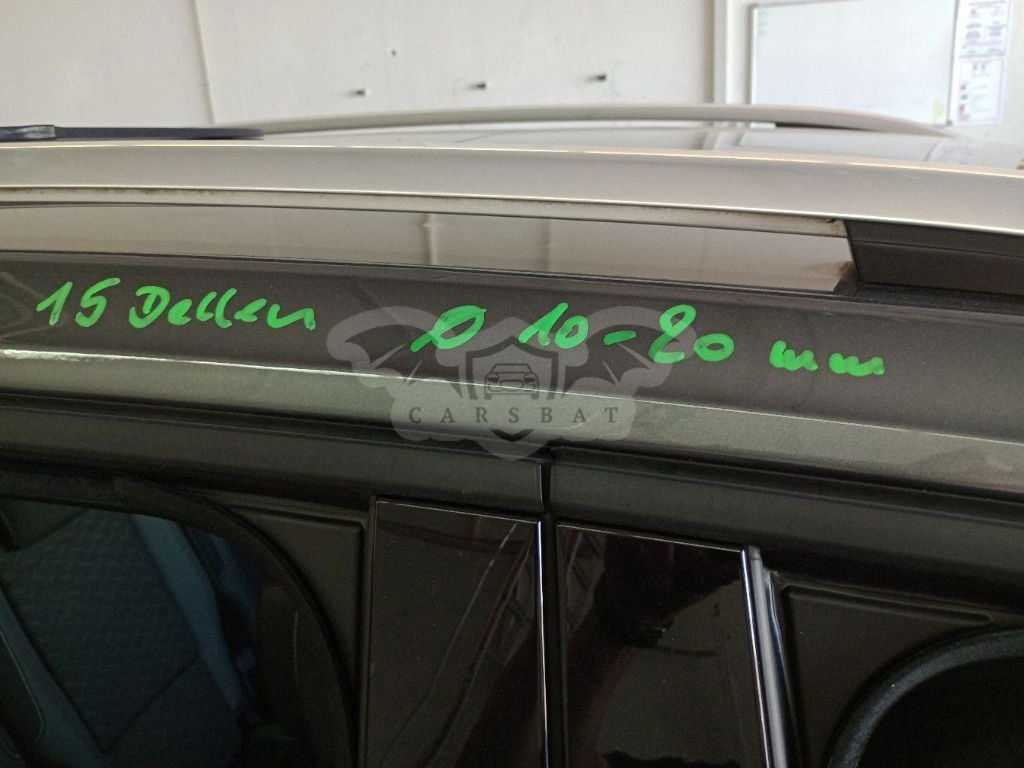 15 Dellen Ø 10-20 mm
CARSBAT